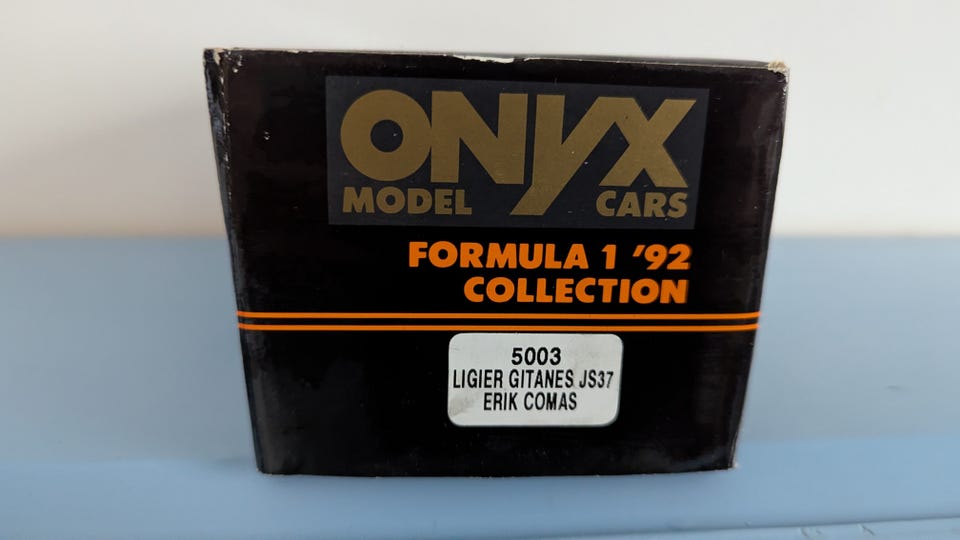 ONYX
MODEL CARS
FORMULA 1 '92
COLLECTION
5003
LIGIER GITANES JS37
ERIK COMAS